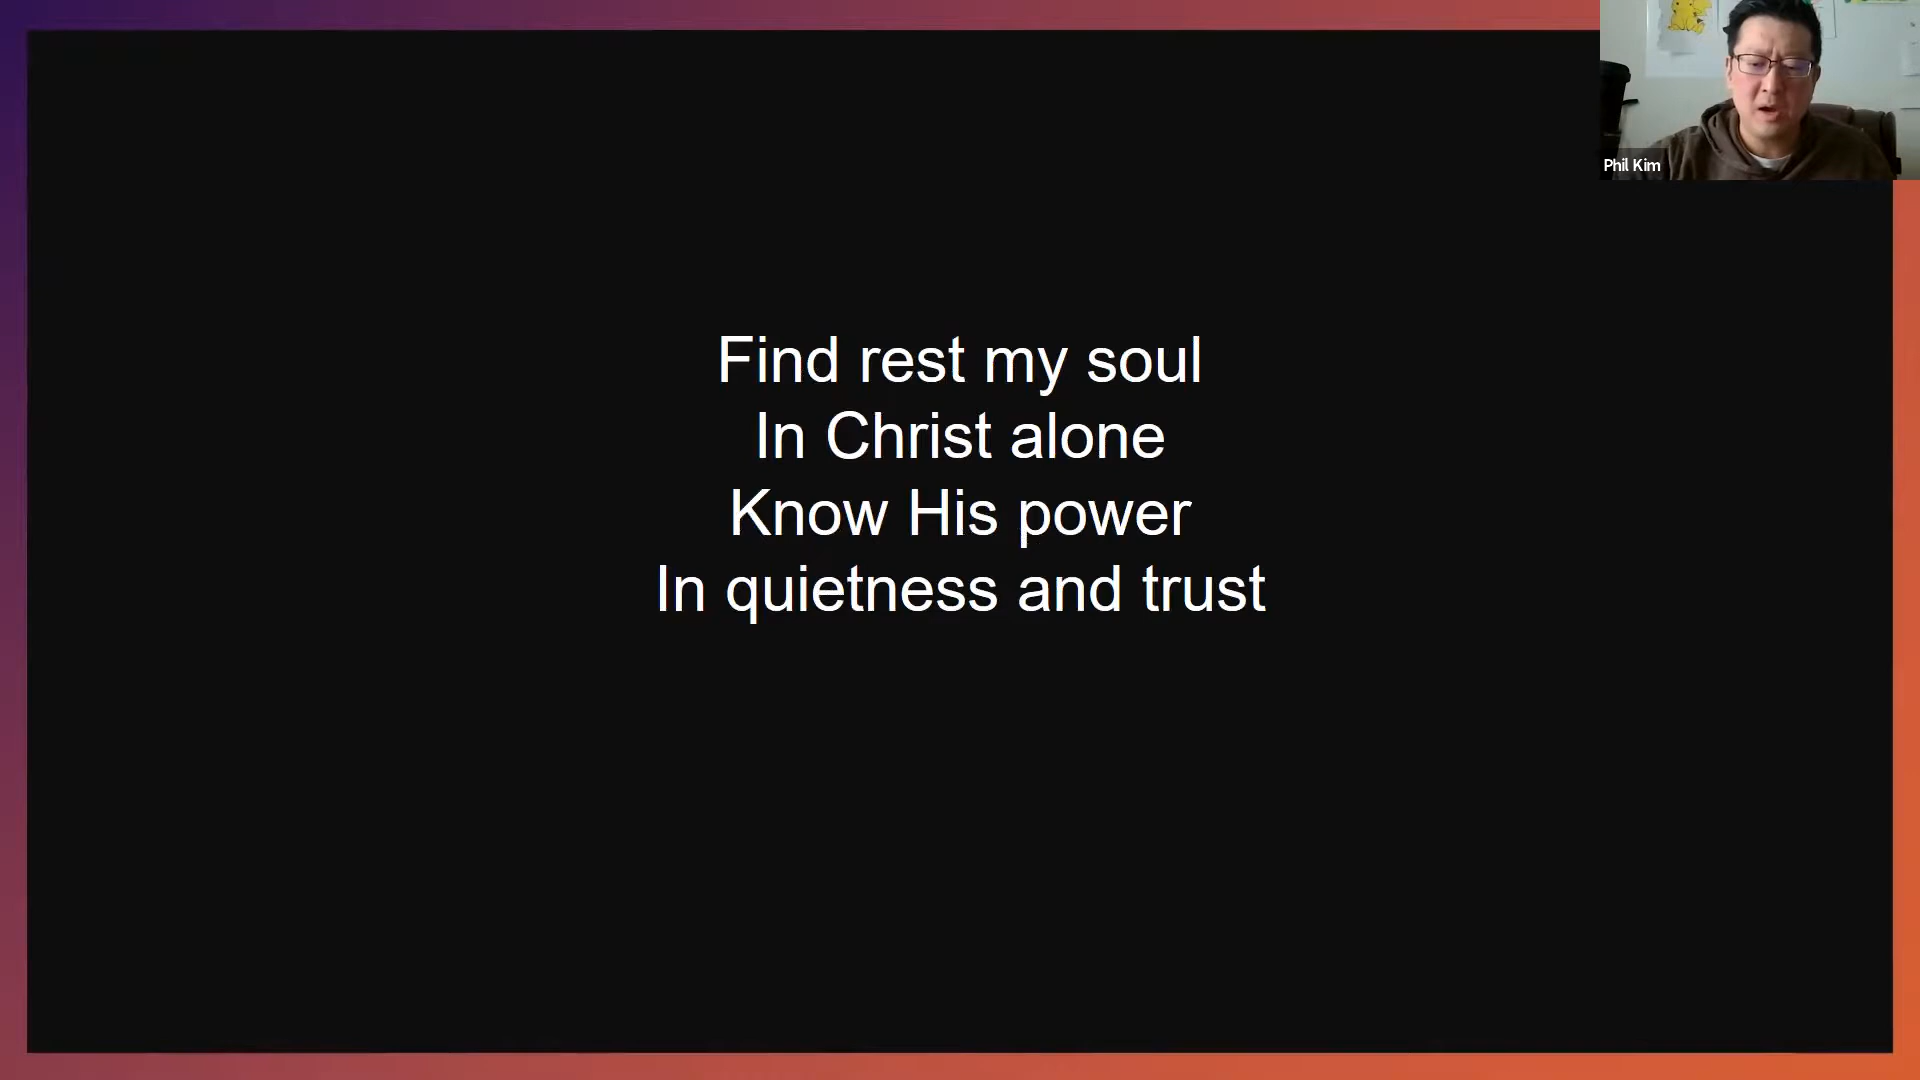 Find rest my soul
In Christ alone
Know His power
In quietness and trust
Phil Kim